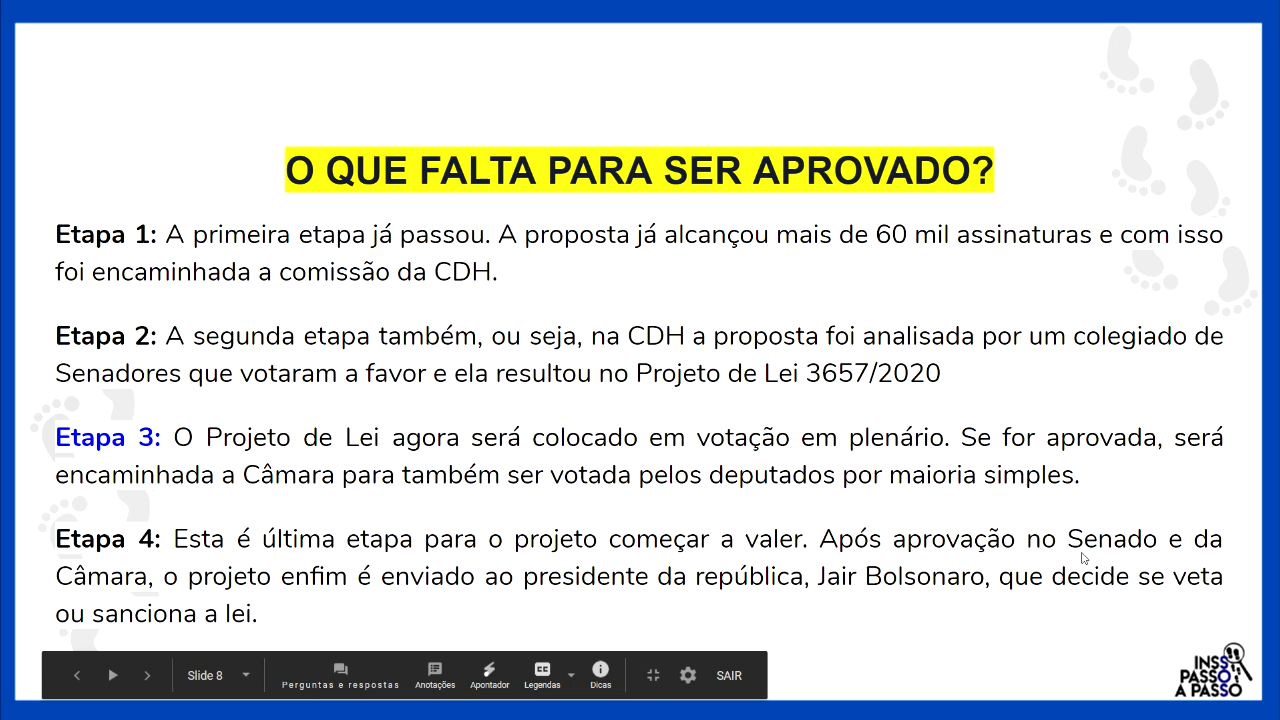 O QUE FALTA PARA SER APROVADO?
Etapa 1: A primeira etapa já passou. A proposta já alcançou mais de 60 mil assinaturas e com isso
foi encaminhada a comissão da CDH.
Etapa 2: A segunda etapa também, ou seja, na CDH a proposta foi analisada por um colegiado de
Senadores que votaram a favor e ela resultou no Projeto de Lei 3657/2020
Etapa 3: O Projeto de Lei agora será colocado em votação em plenário. Se for aprovada, será
encaminhada a Câmara para também ser votada pelos deputados por maioria simples.
Etapa 4: Esta é última etapa para o projeto começar a valer. Após aprovação no Senado e da
Câmara, o projeto enfim é enviado ao presidente da república, Jair Bolsonaro, que decide se veta
ou sanciona a lei.
Slide 8
Perguntas e respostas
Anotações
Apontador
CC
Legendas
Dicas
SAIR
INSS
PASSO
A PASSO